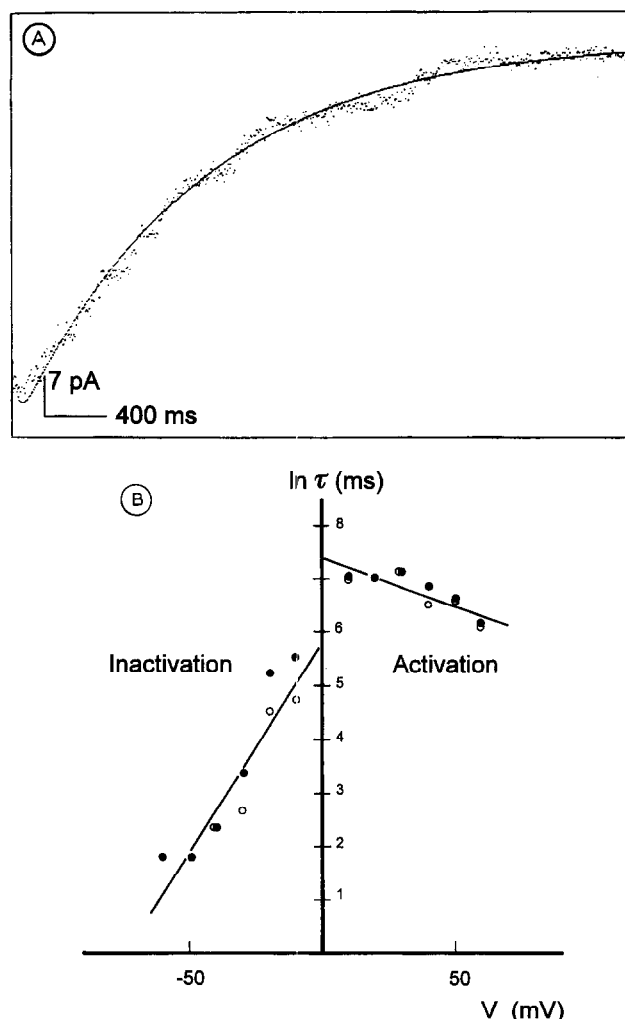 A
7 pA
400 ms
B
ln τ (ms)
8
6
Inactivation
Activation
5
4
3
2
1
-50
50
V (mV)